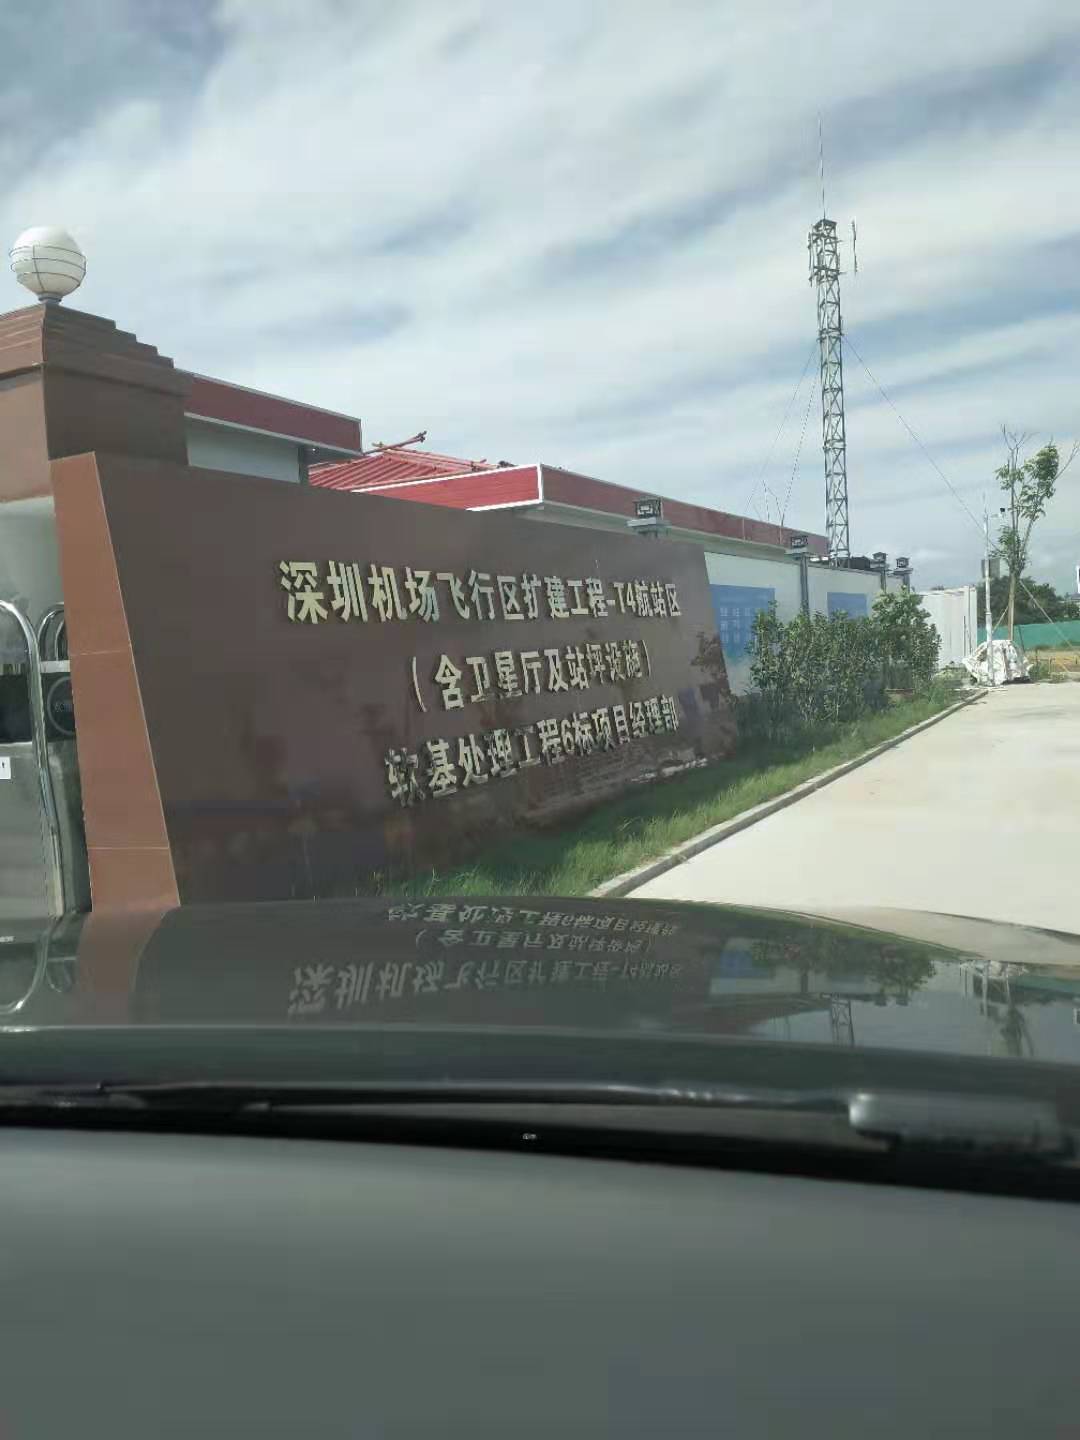 深圳机场飞行区扩建工程-T4航站区
（含卫星厅及站坪设施）
软基处理工程6标项目经理部